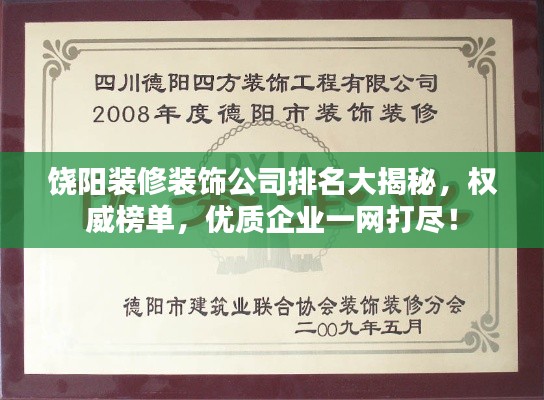 四川德阳四方装饰工程有限公司
2008年度德阳市装饰装修
饶阳装修装饰公司排名大揭秘，权
威榜单，优质企业一网打尽！
德阳市建筑业联合协会装饰装修分会
二〇〇九年五月